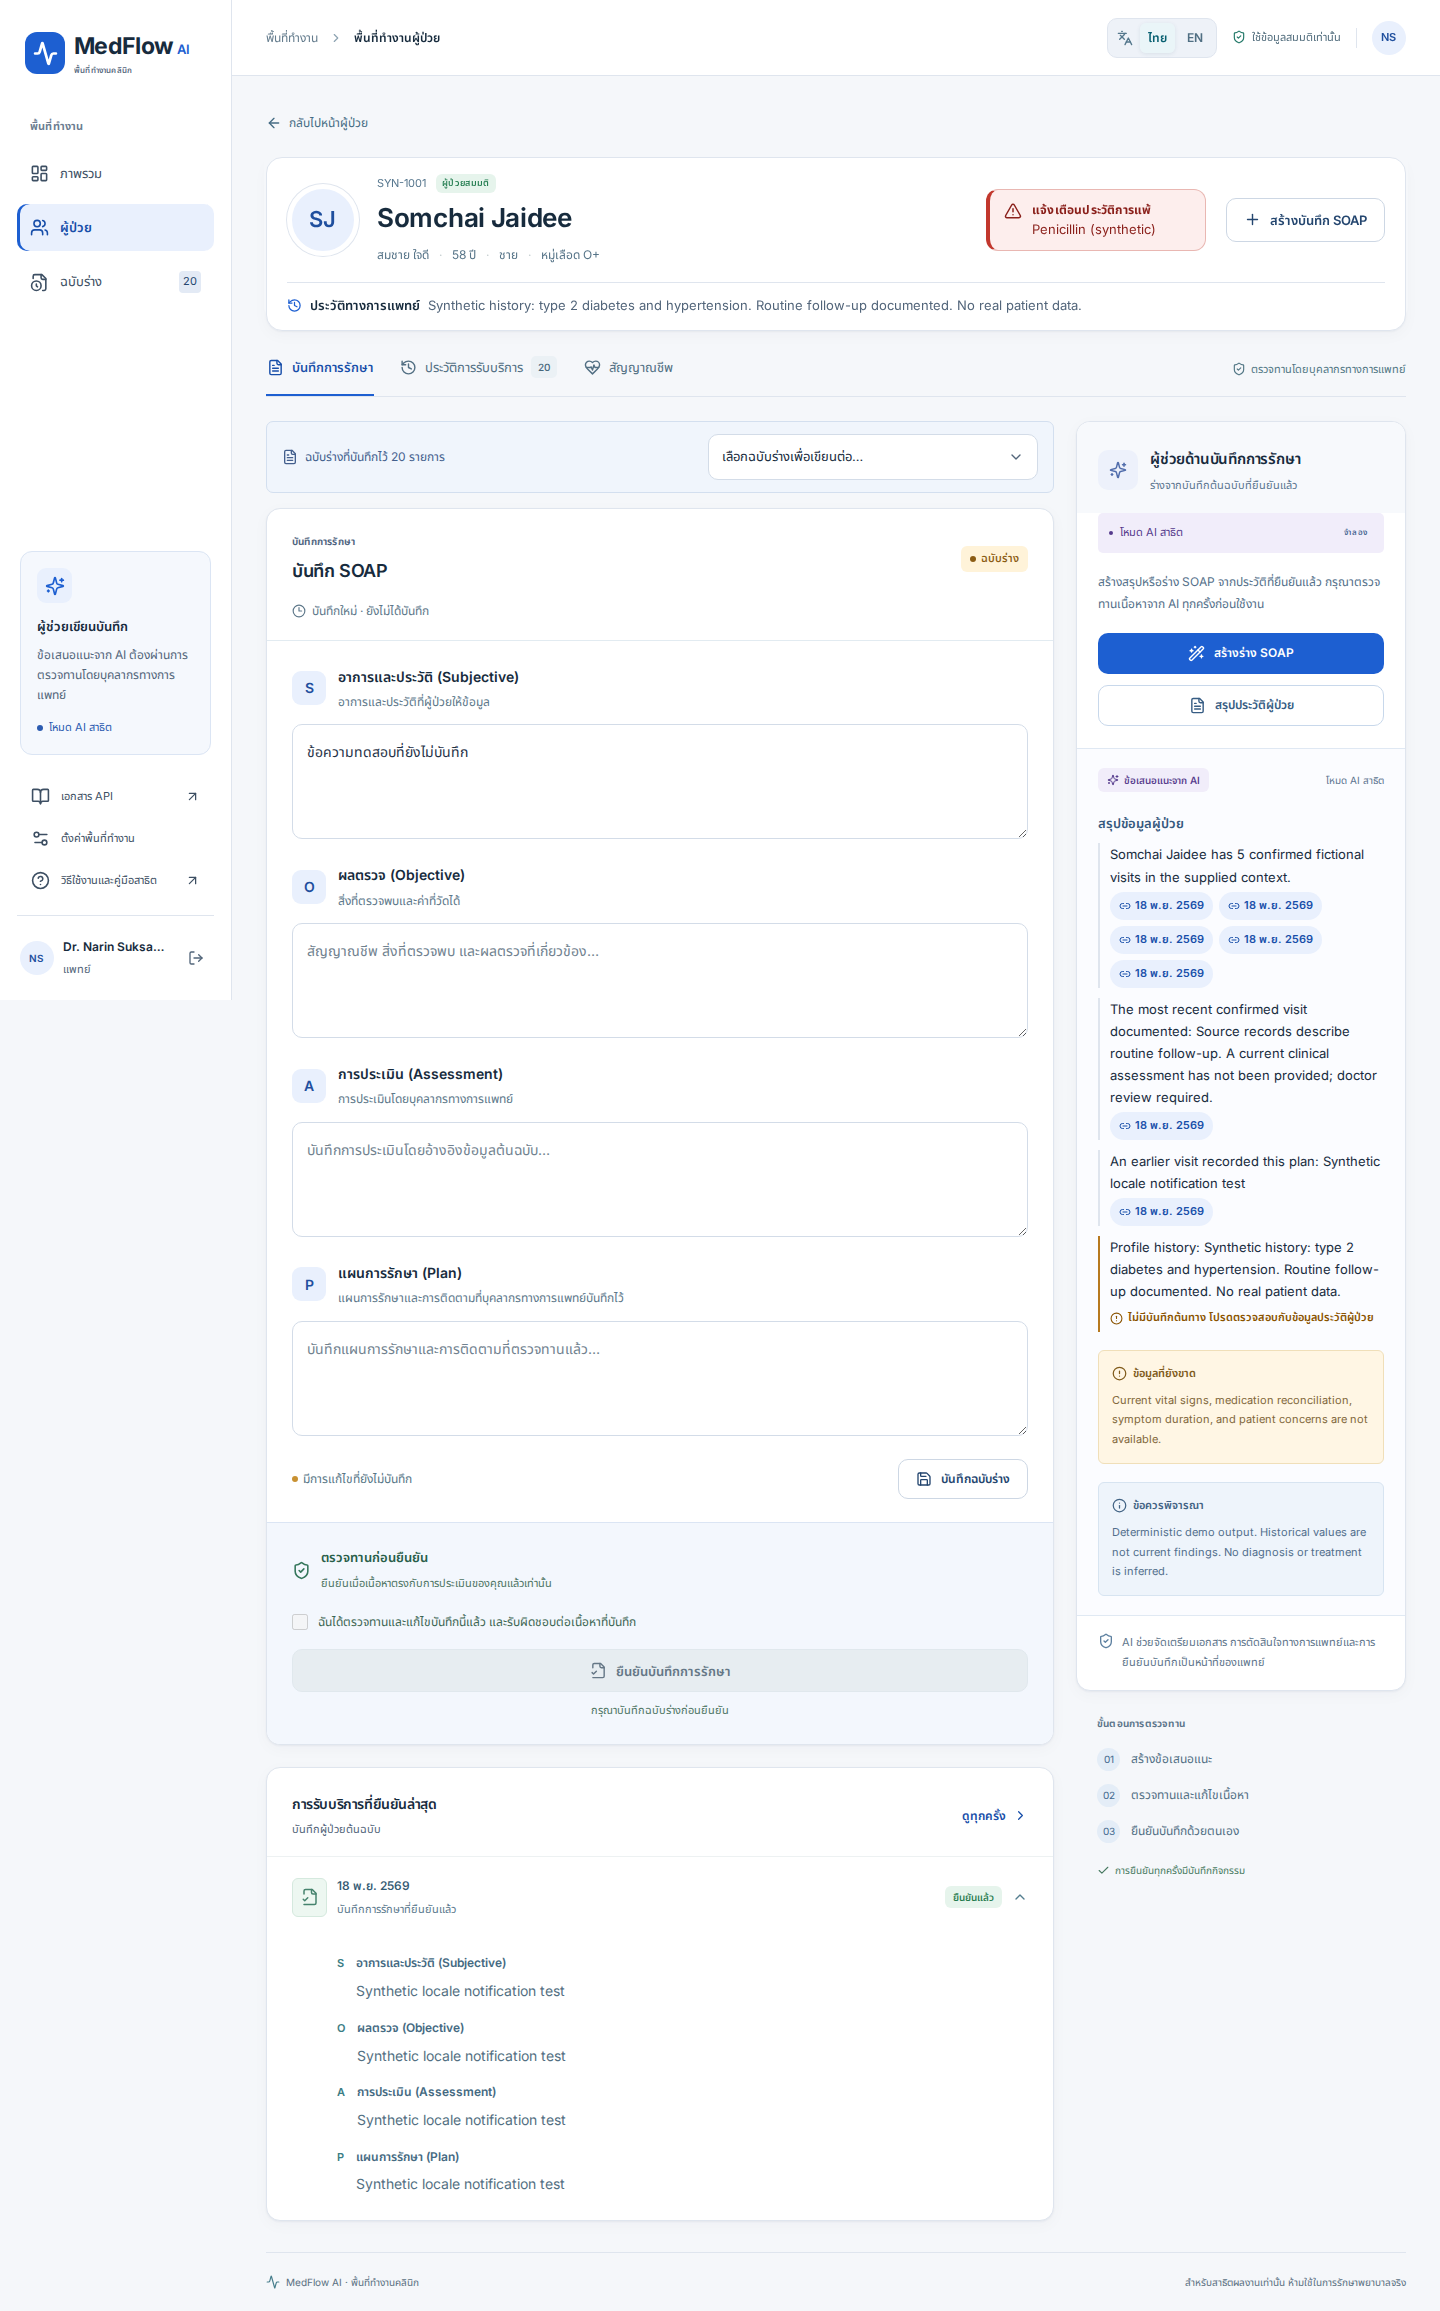 MedFlow AI
พื้นที่ทำงานคลินิก
พื้นที่ทำงาน
ภาพรวม
ผู้ป่วย
ฉบับร่าง 20
ผู้ช่วยเขียนบันทึก
ข้อเสนอแนะจาก AI ต้องผ่านการ
ตรวจทานโดยบุคลากรทางการ
แพทย์
โหมด AI สาธิต
เอกสาร API
ตั้งค่าพื้นที่ทำงาน
วิธีใช้งานและคู่มือสาธิต
NS Dr. Narin Suksa...
แพทย์
พื้นที่ทำงาน > พื้นที่ทำงานผู้ป่วย
ไทย EN
ใช้ข้อมูลสมมติเท่านั้น
NS
กลับไปหน้าผู้ป่วย
SJ
SYN-1001 ผู้ป่วยสมมติ
Somchai Jaidee
สมชาย ใจดี · 58 ปี · ชาย · หมู่เลือด O+
แจ้งเตือนประวัติการแพ้
Penicillin (synthetic)
สร้างบันทึก SOAP
ประวัติทางการแพทย์ Synthetic history: type 2 diabetes and hypertension. Routine follow-up documented. No real patient data.
บันทึกการรักษา
ประวัติการรับบริการ 20
สัญญาณชีพ
ตรวจทานโดยบุคลากรทางการแพทย์
ฉบับร่างที่บันทึกไว้ 20 รายการ
เลือกฉบับร่างเพื่อเขียนต่อ...
บันทึกการรักษา
บันทึก SOAP
ฉบับร่าง
บันทึกใหม่ · ยังไม่ได้บันทึก
S อาการและประวัติ (Subjective)
อาการและประวัติที่ผู้ป่วยให้ข้อมูล
ข้อความทดสอบที่ยังไม่บันทึก
O ผลตรวจ (Objective)
สิ่งที่ตรวจพบและค่าที่วัดได้
สัญญาณชีพ สิ่งที่ตรวจพบ และผลตรวจที่เกี่ยวข้อง...
A การประเมิน (Assessment)
การประเมินโดยบุคลากรทางการแพทย์
บันทึกการประเมินโดยอ้างอิงข้อมูลต้นฉบับ...
P แผนการรักษา (Plan)
แผนการรักษาและการติดตามที่บุคลากรทางการแพทย์บันทึกไว้
บันทึกแผนการรักษาและการติดตามที่ตรวจทานแล้ว...
มีการแก้ไขที่ยังไม่บันทึก
บันทึกฉบับร่าง
ตรวจทานก่อนยืนยัน
ยืนยันเมื่อเนื้อหาตรงกับการประเมินของคุณแล้วเท่านั้น
ฉันได้ตรวจทานและแก้ไขบันทึกนี้แล้ว และรับผิดชอบต่อเนื้อหาที่บันทึก
ยืนยันบันทึกการรักษา
กรุณาบันทึกฉบับร่างก่อนยืนยัน
การรับบริการที่ยืนยันล่าสุด
บันทึกผู้ป่วยต้นฉบับ
ดูทุกครั้ง
18 พ.ย. 2569
บันทึกการรักษาที่ยืนยันแล้ว
ยืนยันแล้ว
S อาการและประวัติ (Subjective)
Synthetic locale notification test
O ผลตรวจ (Objective)
Synthetic locale notification test
A การประเมิน (Assessment)
Synthetic locale notification test
P แผนการรักษา (Plan)
Synthetic locale notification test
ผู้ช่วยด้านบันทึกการรักษา
ร่างจากบันทึกต้นฉบับที่ยืนยันแล้ว
โหมด AI สาธิต จำลอง
สร้างสรุปหรือร่าง SOAP จากประวัติที่ยืนยันแล้ว กรุณาตรวจ
ทานเนื้อหาจาก AI ทุกครั้งก่อนใช้งาน
สร้างร่าง SOAP
สรุปประวัติผู้ป่วย
ข้อเสนอแนะจาก AI โหมด AI สาธิต
สรุปข้อมูลผู้ป่วย
Somchai Jaidee has 5 confirmed fictional
visits in the supplied context.
18 พ.ย. 2569 18 พ.ย. 2569
18 พ.ย. 2569 18 พ.ย. 2569
18 พ.ย. 2569
The most recent confirmed visit
documented: Source records describe
routine follow-up. A current clinical
assessment has not been provided; doctor
review required.
18 พ.ย. 2569
An earlier visit recorded this plan: Synthetic
locale notification test
18 พ.ย. 2569
Profile history: Synthetic history: type 2
diabetes and hypertension. Routine follow-
up documented. No real patient data.
ไม่มีบันทึกต้นทาง โปรดตรวจสอบกับข้อมูลประวัติผู้ป่วย
ข้อมูลที่ยังขาด
Current vital signs, medication reconciliation,
symptom duration, and patient concerns are not
available.
ข้อควรพิจารณา
Deterministic demo output. Historical values are
not current findings. No diagnosis or treatment
is inferred.
AI ช่วยจัดเตรียมเอกสาร การตัดสินใจทางการแพทย์และการ
ยืนยันบันทึกเป็นหน้าที่ของแพทย์
ขั้นตอนการตรวจทาน
01 สร้างข้อเสนอแนะ
02 ตรวจทานและแก้ไขเนื้อหา
03 ยืนยันบันทึกด้วยตนเอง
การยืนยันทุกครั้งมีบันทึกกิจกรรม
MedFlow AI · พื้นที่ทำงานคลินิก
สำหรับสาธิตผลงานเท่านั้น ห้ามใช้ในการรักษาพยาบาลจริง